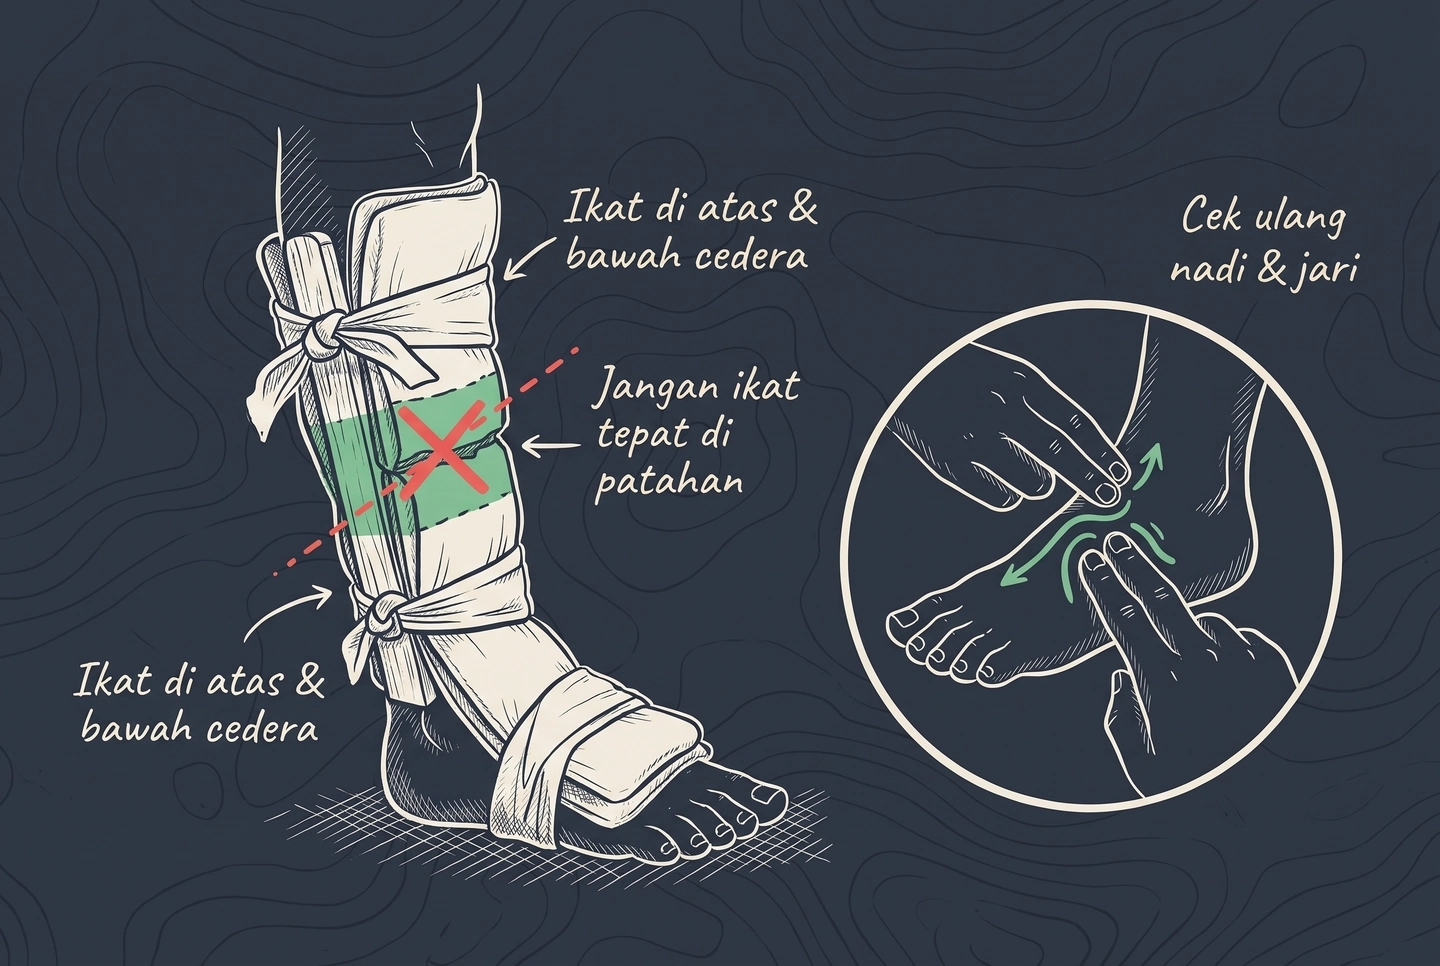 Ikat di atas &
bawah cedera
Jangan ikat
tepat di
patahan
Ikat di atas &
bawah cedera
Cek ulang
nadi & jari